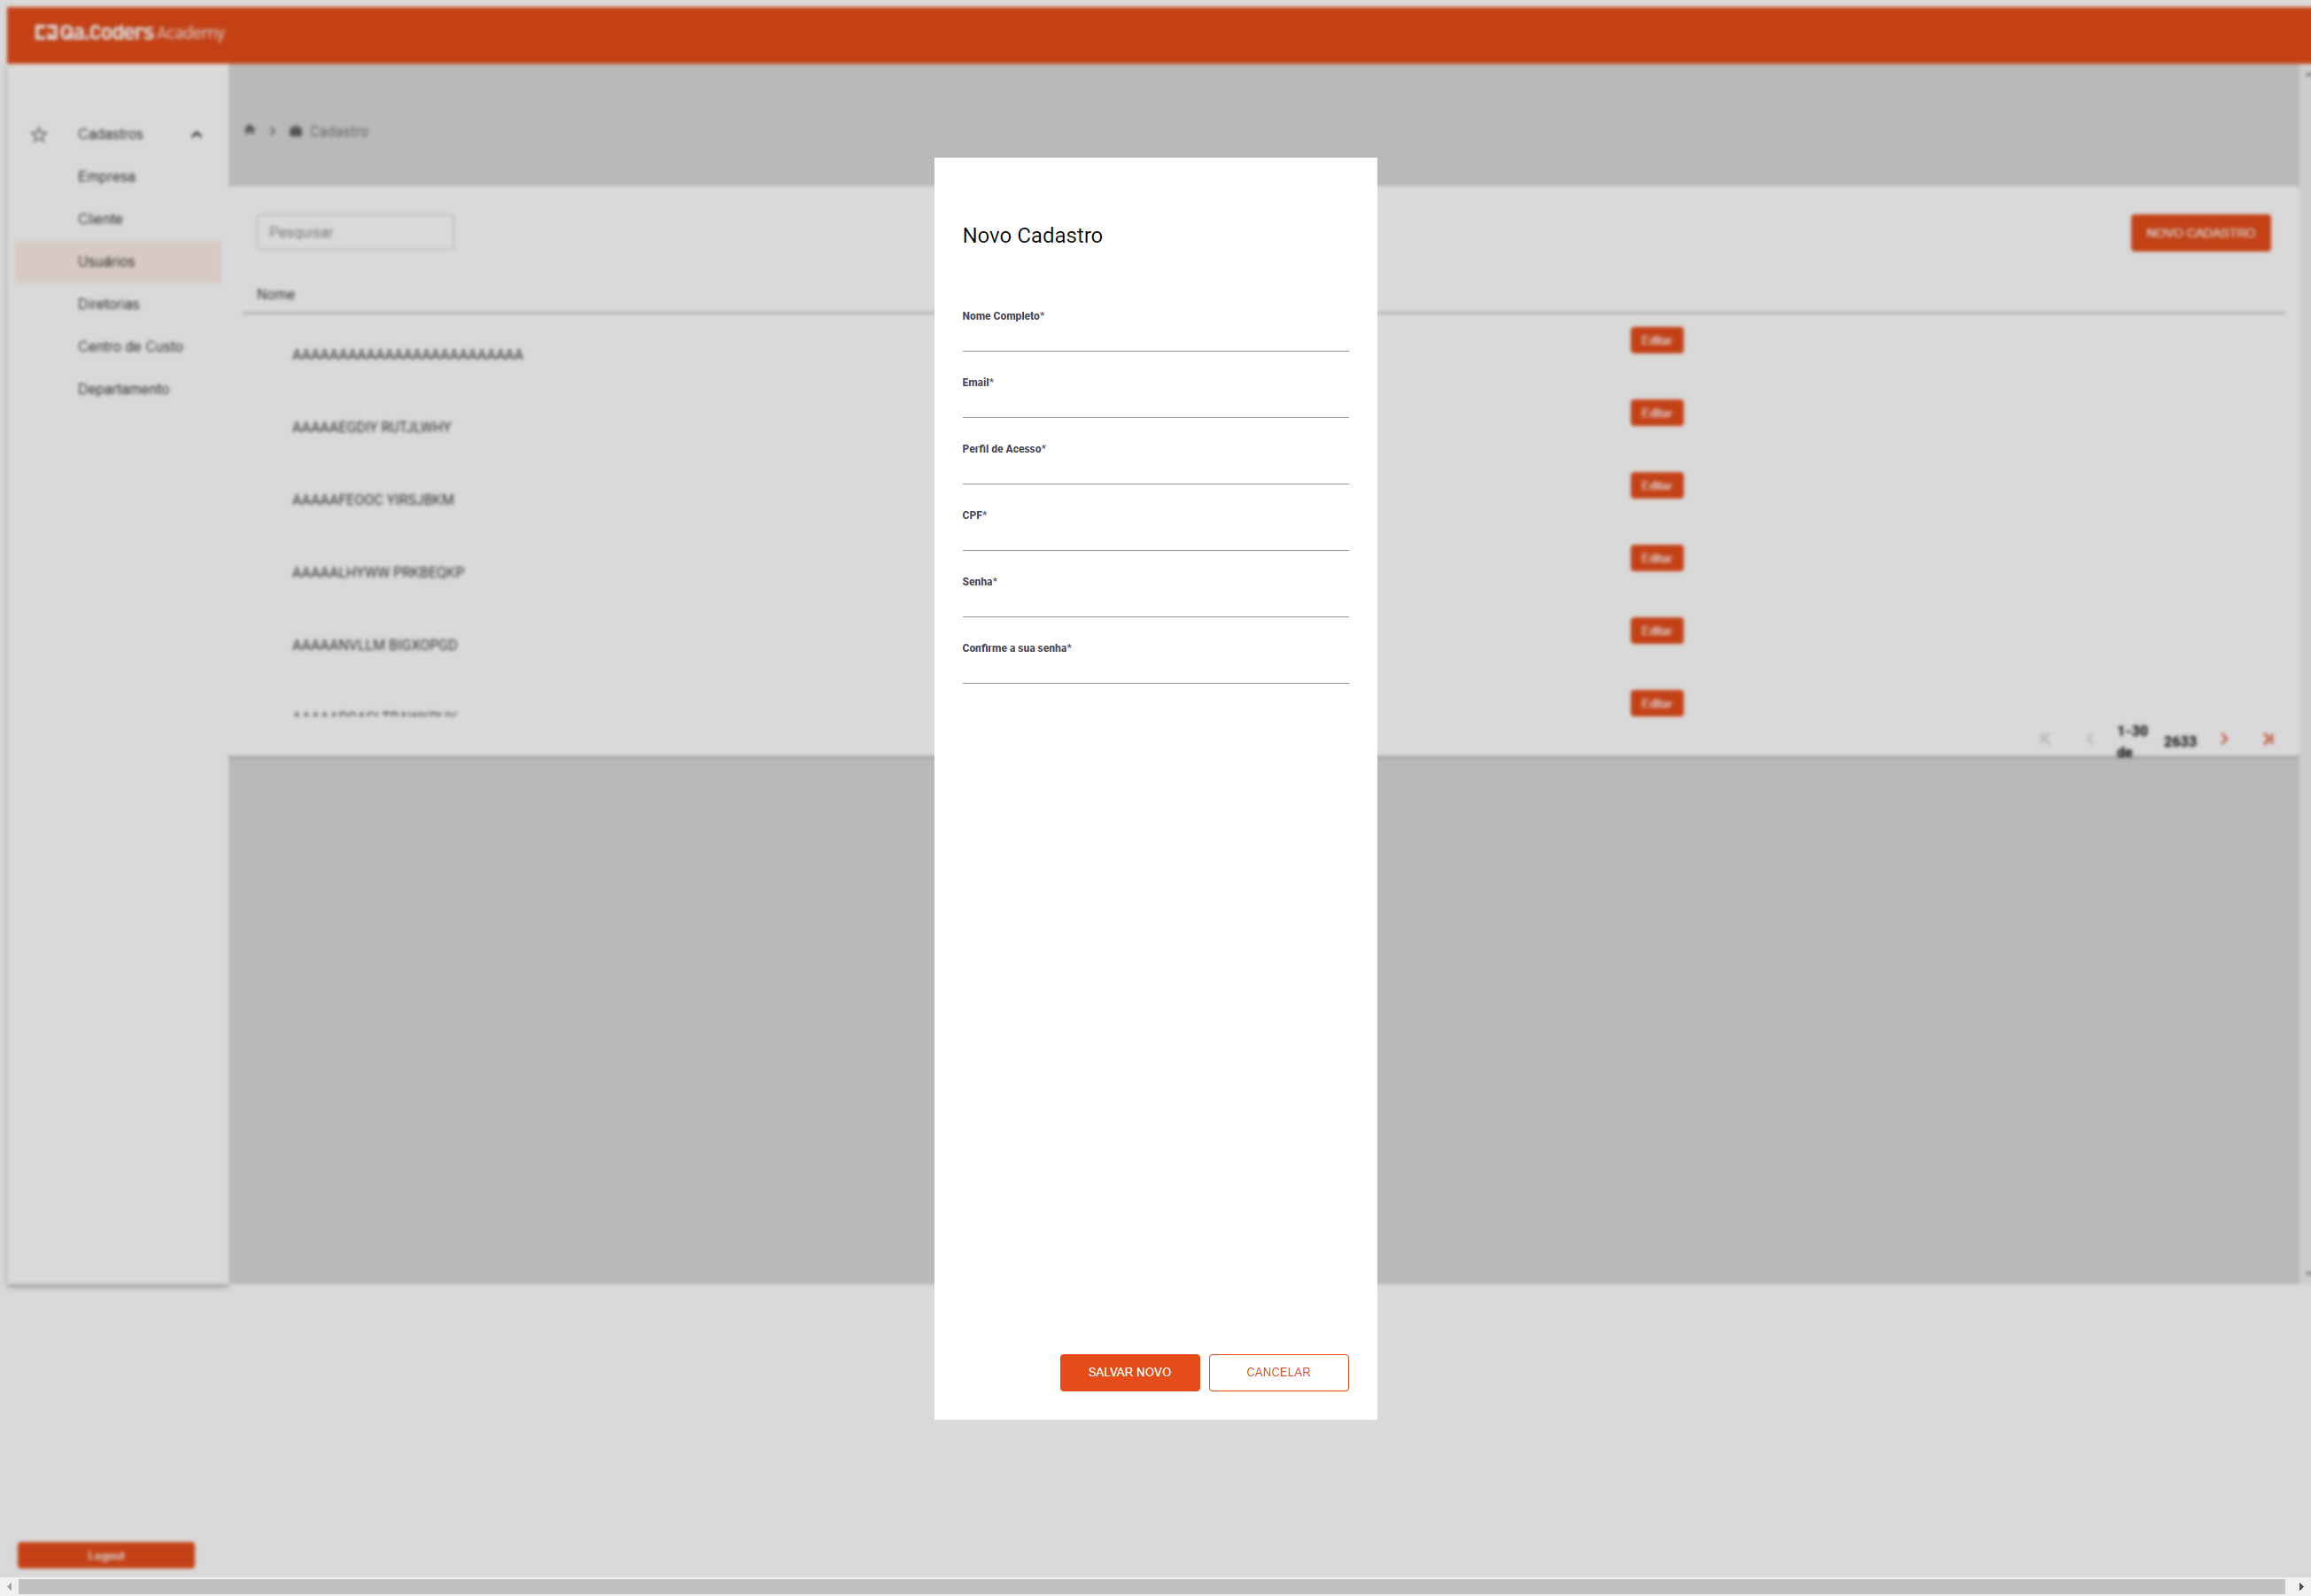 Qa.Coders Academy
Cadastros
Empresa
Cliente
Usuários
Diretorias
Centro de Custo
Departamento
Logout
Cadastro
Pesquisar
NOVO CADASTRO
Nome
AAAAAAAAAAAAAAAAAAAAAAAAA Editar
AAAAAEGDIY RUTJLWHY Editar
AAAAAFEOOC YIRSJBKM Editar
AAAAALHYWW PRKBEQKP Editar
AAAAANVLLM BIGXOPGD Editar
Editar
1-30 de 2633
Novo Cadastro
Nome Completo*
Email*
Perfil de Acesso*
CPF*
Senha*
Confirme a sua senha*
SALVAR NOVO CANCELAR